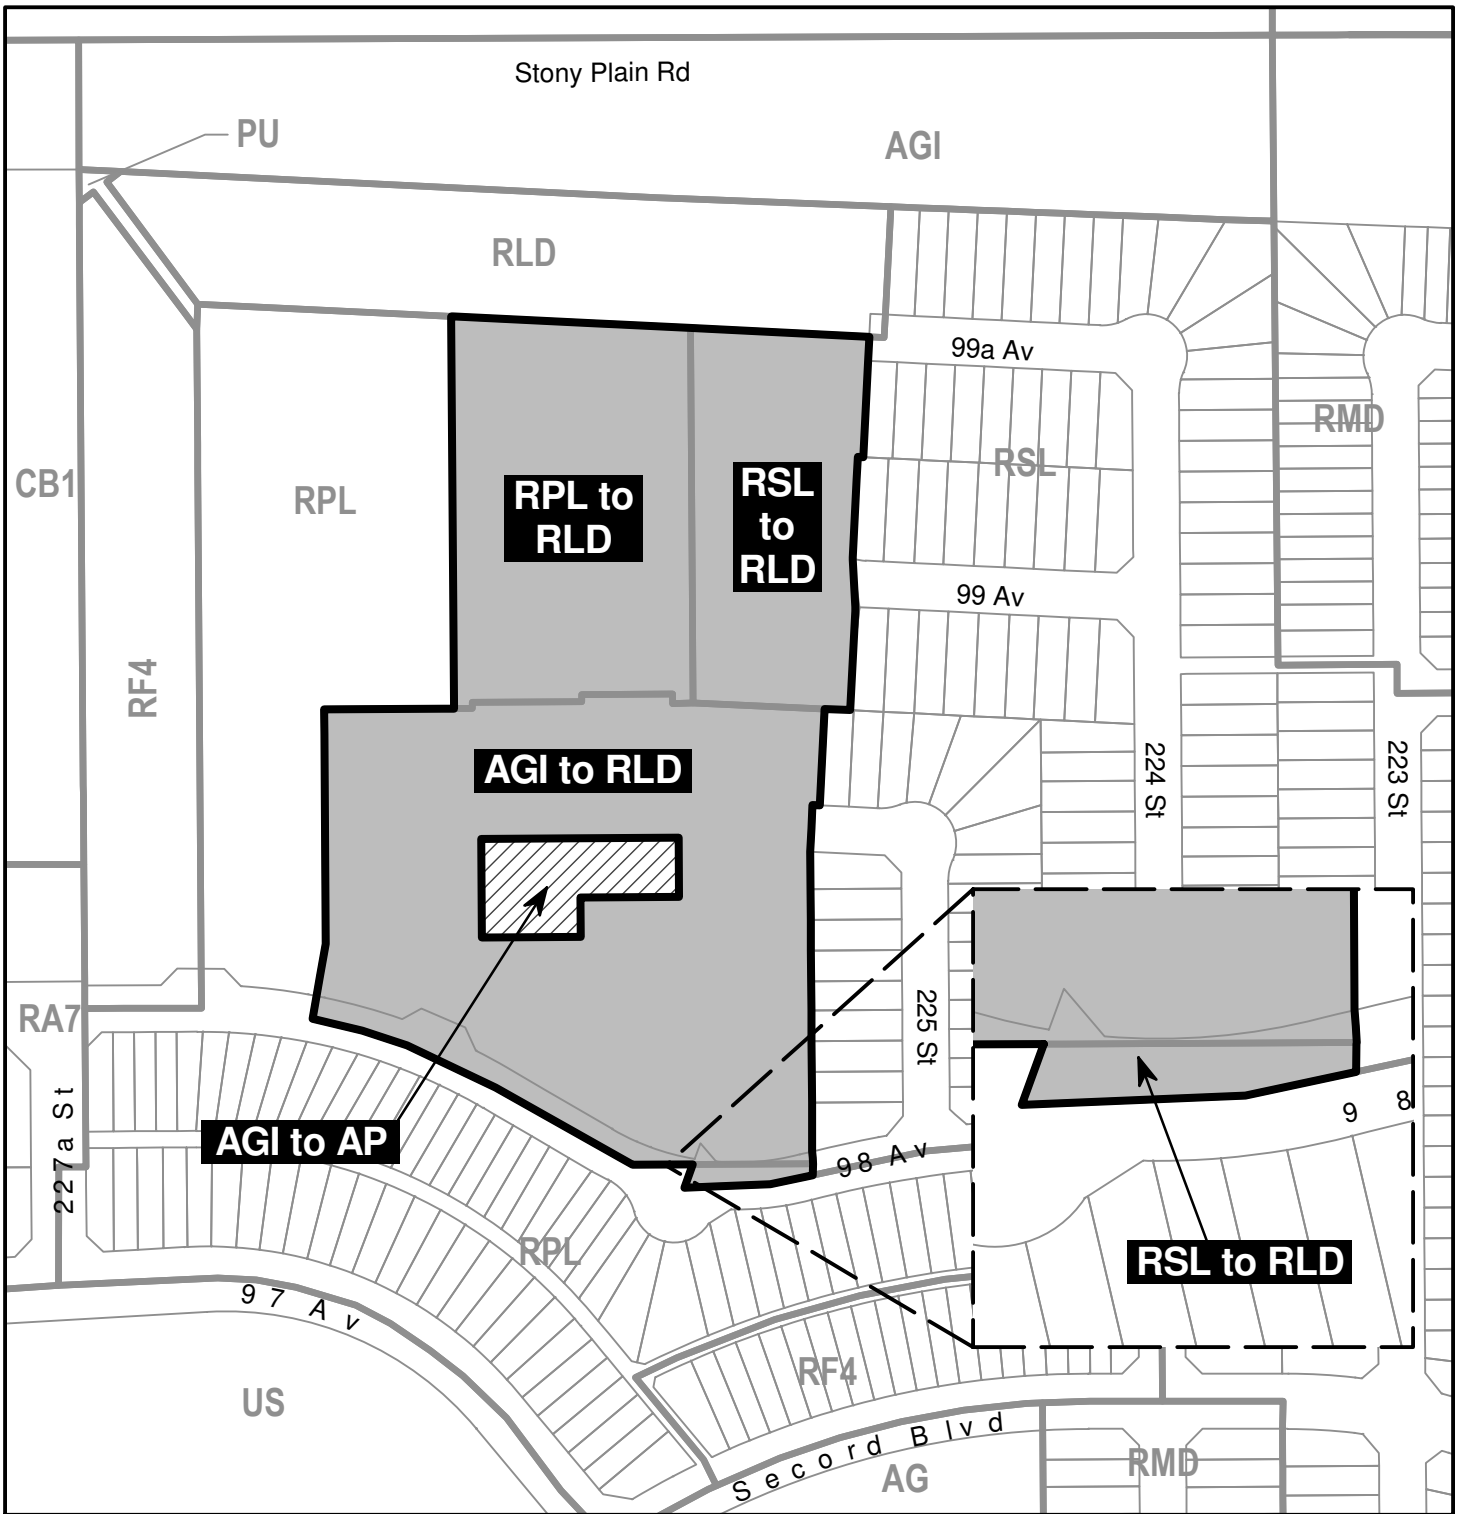 Stony Plain Rd
PU
AGI
RLD
99a Av
RMD
RSL
CB1
RPL
RPL to
RLD
RSL
to
RLD
99 Av
RF4
AGI to RLD
224 St
223 St
225 St
RA7
227a St
AGI to AP
98 Av
98
RSL to RLD
RPL
97 Av
RF4
US
Secord Blvd
AG
RMD